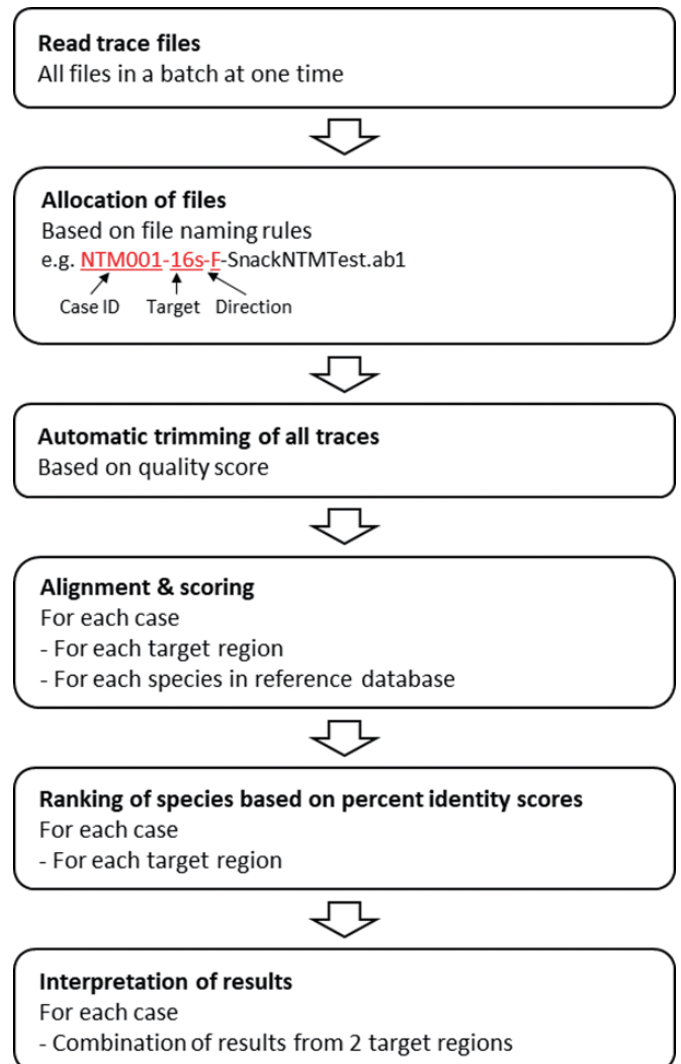 Read trace files
All files in a batch at one time
Allocation of files
Based on file naming rules
e.g. NTM001-16s-F-SnackNTMTest.ab1
Case ID Target Direction
Automatic trimming of all traces
Based on quality score
Alignment & scoring
For each case
- For each target region
- For each species in reference database
Ranking of species based on percent identity scores
For each case
- For each target region
Interpretation of results
For each case
- Combination of results from 2 target regions